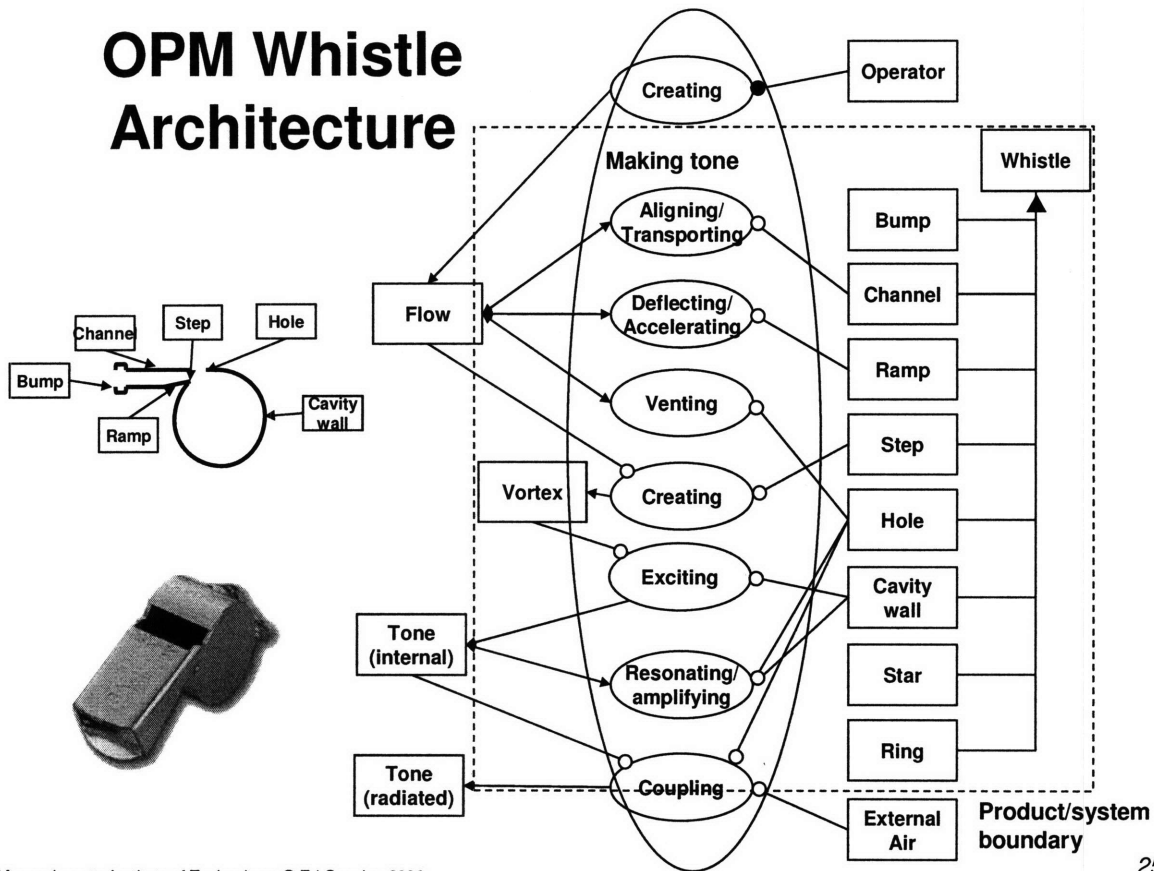 OPM Whistle
Architecture
Creating
Operator
Making tone
Whistle
Aligning/
Transporting
Bump
Flow
Deflecting/
Accelerating
Channel
Channel
Step
Hole
Bump
Ramp
Cavity
wall
Venting
Ramp
Step
Vortex
Creating
Hole
Exciting
Cavity
wall
Tone
(internal)
Resonating/
amplifying
Star
Ring
Tone
(radiated)
Coupling
External
Air
Product/system
boundary